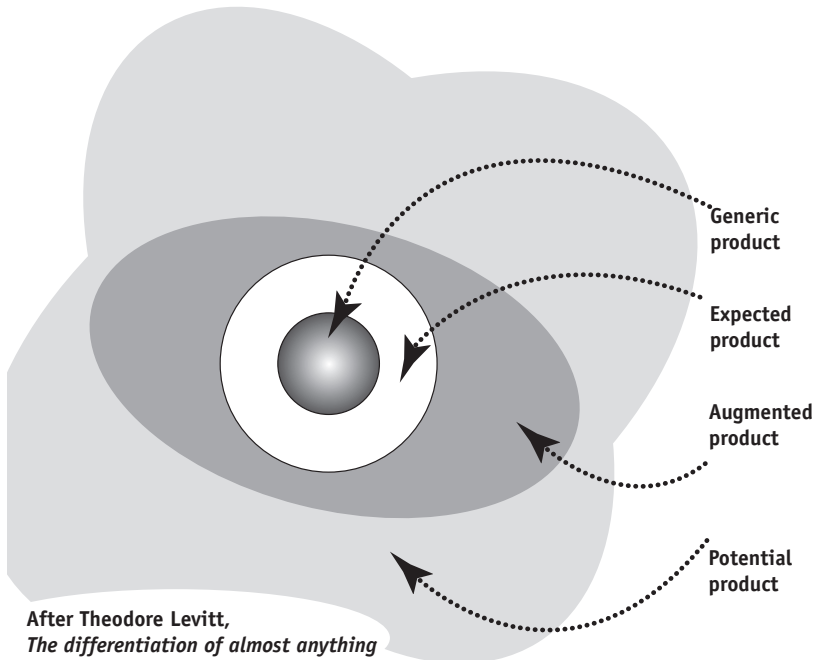 Generic
product
Expected
product
Augmented
product
Potential
product
After Theodore Levitt,
The differentiation of almost anything